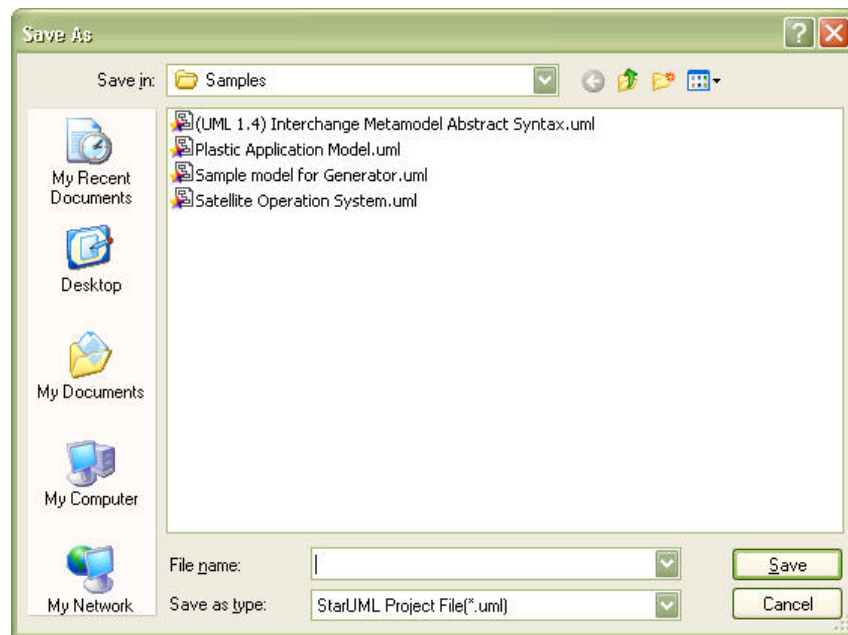 Save As
Save in:
Samples
(UML 1.4) Interchange Metamodel Abstract Syntax.uml
Plastic Application Model.uml
Sample model for Generator.uml
Satellite Operation System.uml
My Recent
Documents
Desktop
My Documents
My Computer
My Network
File name:
Save
Save as type:
StarUML Project File(*.uml)
Cancel